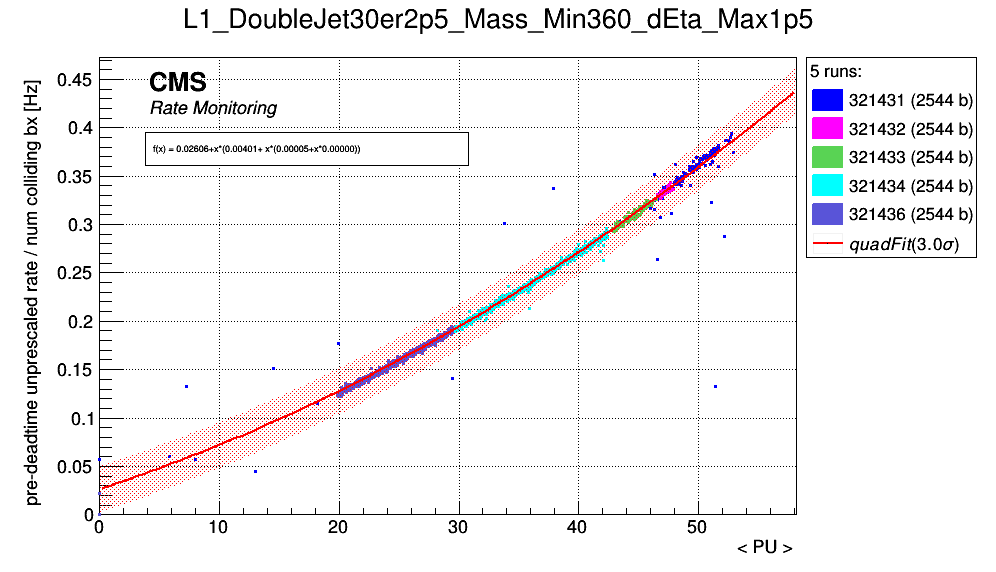 L1_DoubleJet30er2p5_Mass_Min360_dEta_Max1p5
pre-deadtime unprescaled rate / num colliding bx [Hz]
0.45
0.4
0.35
0.3
0.25
0.2
0.15
0.1
0.05
0
CMS
Rate Monitoring
f(x) = 0.02606+x*(0.00401+ x*(0.00005+x*0.00000))
0 10 20 30 40 50
< PU >
5 runs:
321431 (2544 b)
321432 (2544 b)
321433 (2544 b)
321434 (2544 b)
321436 (2544 b)
quadFit(3.0σ)